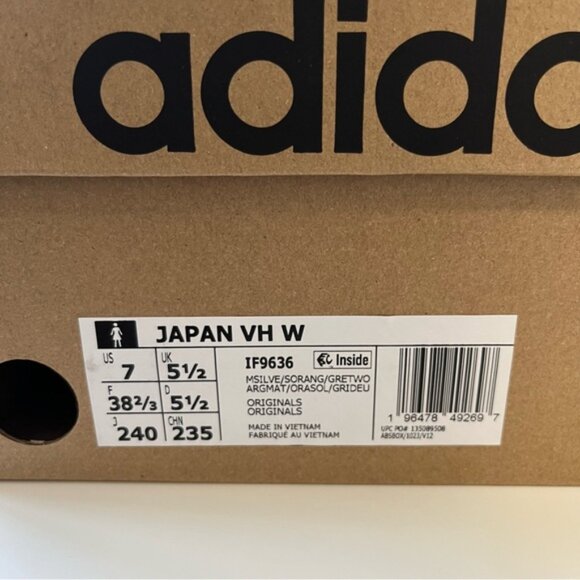 adida
JAPAN VH W
US 7 UK 5½
F 38⅔ D 5½
J 240 CHN 235
IF9636 Inside
MSILVE/SORANG/GRETWO
ARGMAT/ORASOL/GRIDEU
ORIGINALS
ORIGINALS
MADE IN VIETNAM
FABRIQUÉ AU VIETNAM
1 96478 49269 7
UPC PO# 135089508
ABSBOX/1023/V12